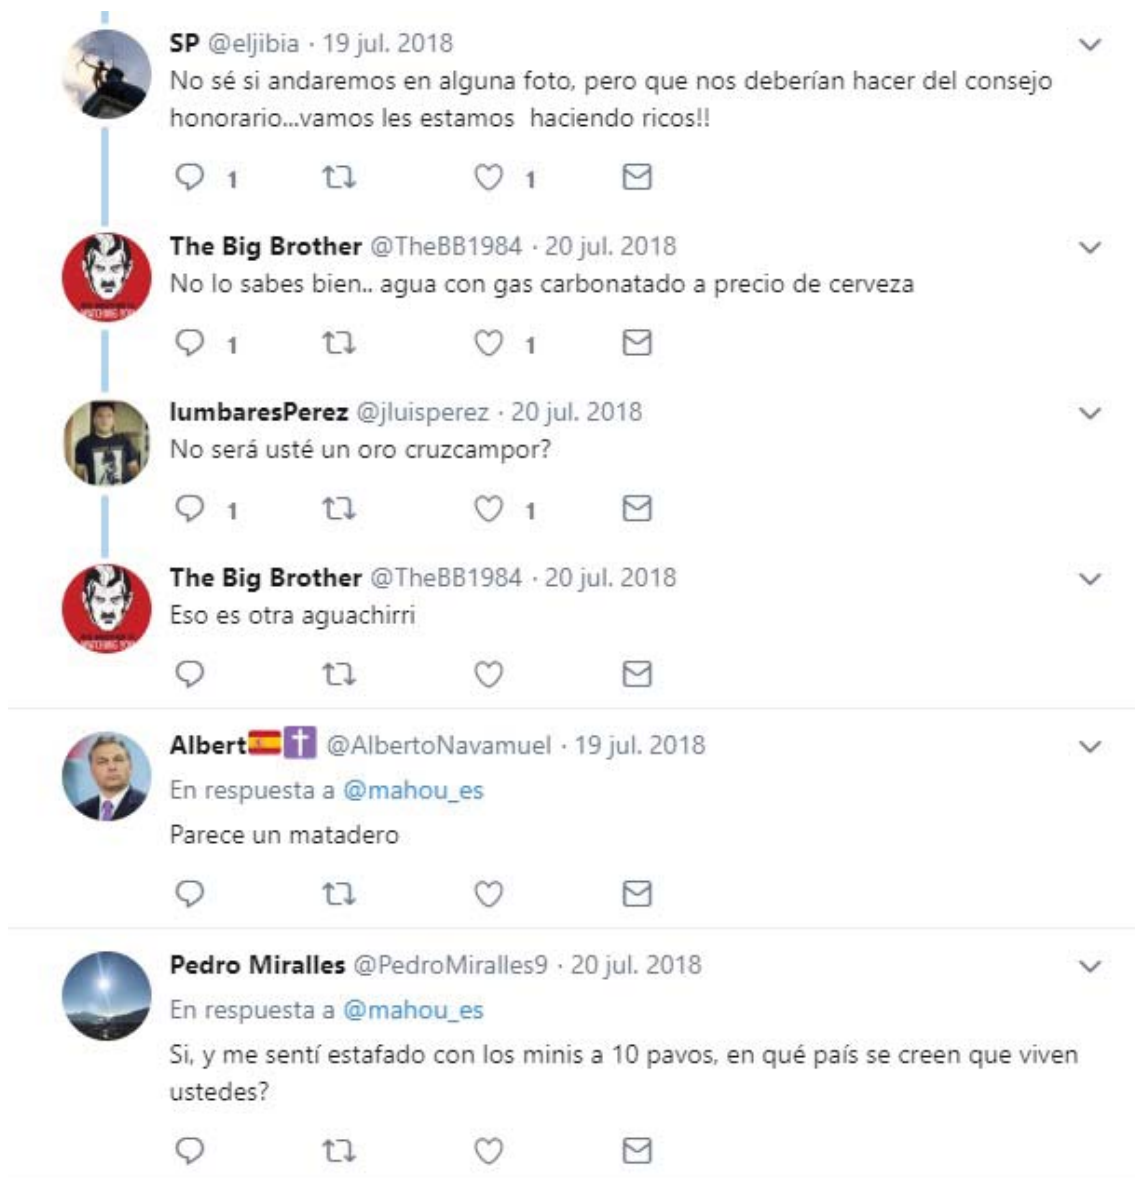 SP @eljibia · 19 jul. 2018
No sé si andaremos en alguna foto, pero que nos deberían hacer del consejo
honorario...vamos les estamos haciendo ricos!!
1 1
The Big Brother @TheBB1984 · 20 jul. 2018
No lo sabes bien.. agua con gas carbonatado a precio de cerveza
1 1
lumbaresPerez @jluisperez · 20 jul. 2018
No será usté un oro cruzcampor?
1 1
The Big Brother @TheBB1984 · 20 jul. 2018
Eso es otra aguachirri
Albert🇪🇸✝️ @AlbertoNavamuel · 19 jul. 2018
En respuesta a @mahou_es
Parece un matadero
Pedro Miralles @PedroMiralles9 · 20 jul. 2018
En respuesta a @mahou_es
Si, y me sentí estafado con los minis a 10 pavos, en qué país se creen que viven
ustedes?